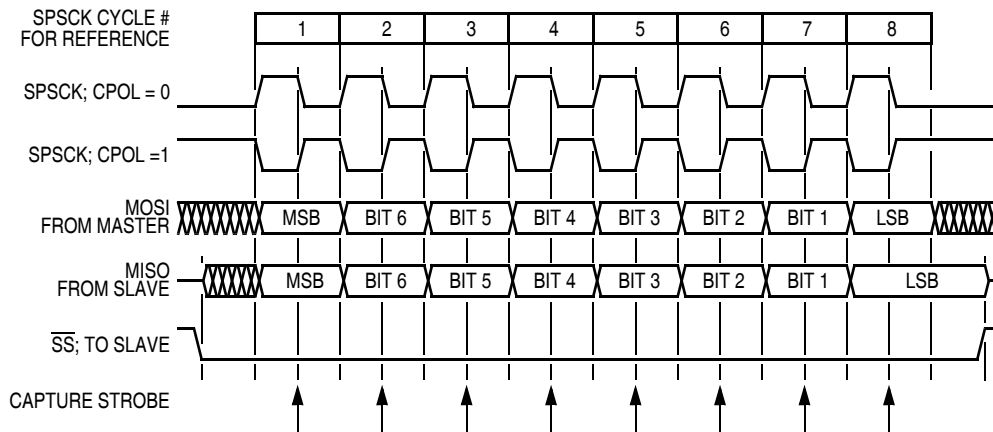 SPSCK CYCLE #
FOR REFERENCE
1 2 3 4 5 6 7 8
SPSCK; CPOL = 0
SPSCK; CPOL =1
MOSI
FROM MASTER
MSB BIT 6 BIT 5 BIT 4 BIT 3 BIT 2 BIT 1 LSB
MISO
FROM SLAVE
MSB BIT 6 BIT 5 BIT 4 BIT 3 BIT 2 BIT 1 LSB
S̅S̅; TO SLAVE
CAPTURE STROBE